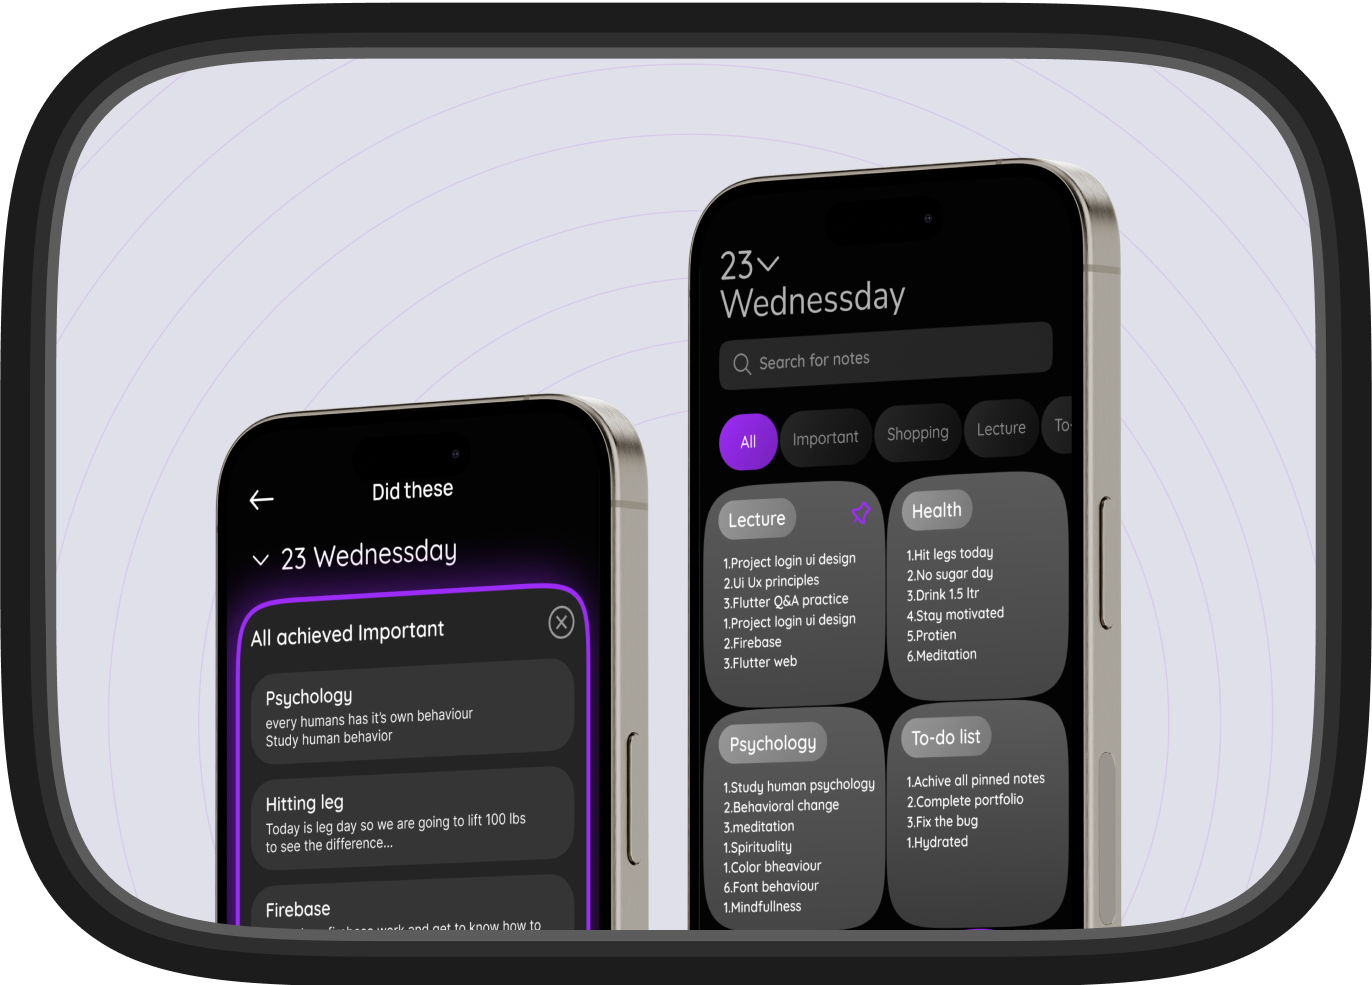 Did these
23 Wednessday
All achieved Important
Psychology
every humans has it's own behaviour
Study human behavior
Hitting leg
Today is leg day so we are going to lift 100 lbs
to see the difference...
Firebase
work and get to know how to
23
Wednessday
Search for notes
All
Important
Shopping
Lecture
To-
Lecture
1.Project login ui design
2.Ui Ux principles
3.Flutter Q&A practice
1.Project login ui design
2.Firebase
3.Flutter web
Health
1.Hit legs today
2.No sugar day
3.Drink 1.5 ltr
4.Stay motivated
5.Protien
6.Meditation
Psychology
1.Study human psychology
2.Behavioral change
3.meditation
1.Spirituality
1.Color bheaviour
6.Font behaviour
1.Mindfullness
To-do list
1.Achive all pinned notes
2.Complete portfolio
3.Fix the bug
1.Hydrated